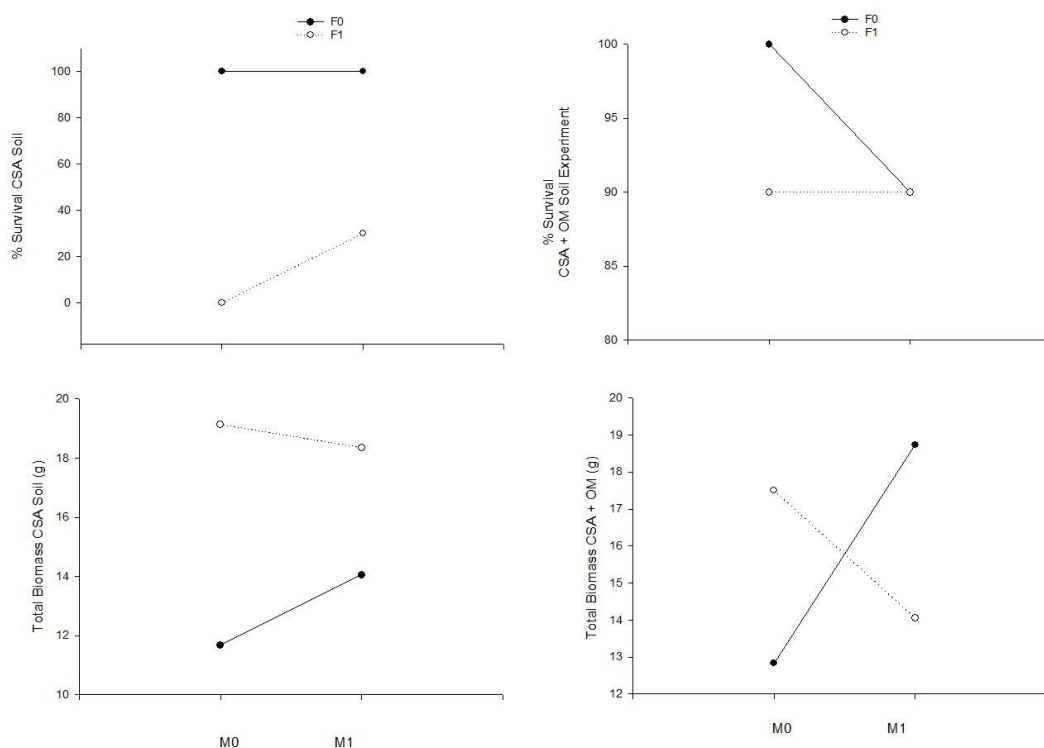 F0
F1
% Survival CSA Soil
100
80
60
40
20
0
F0
F1
% Survival
CSA + OM Soil Experiment
100
95
90
85
80
Total Biomass CSA Soil (g)
20
18
16
14
12
10
M0 M1
Total Biomass CSA + OM (g)
20
19
18
17
16
15
14
13
12
M0 M1